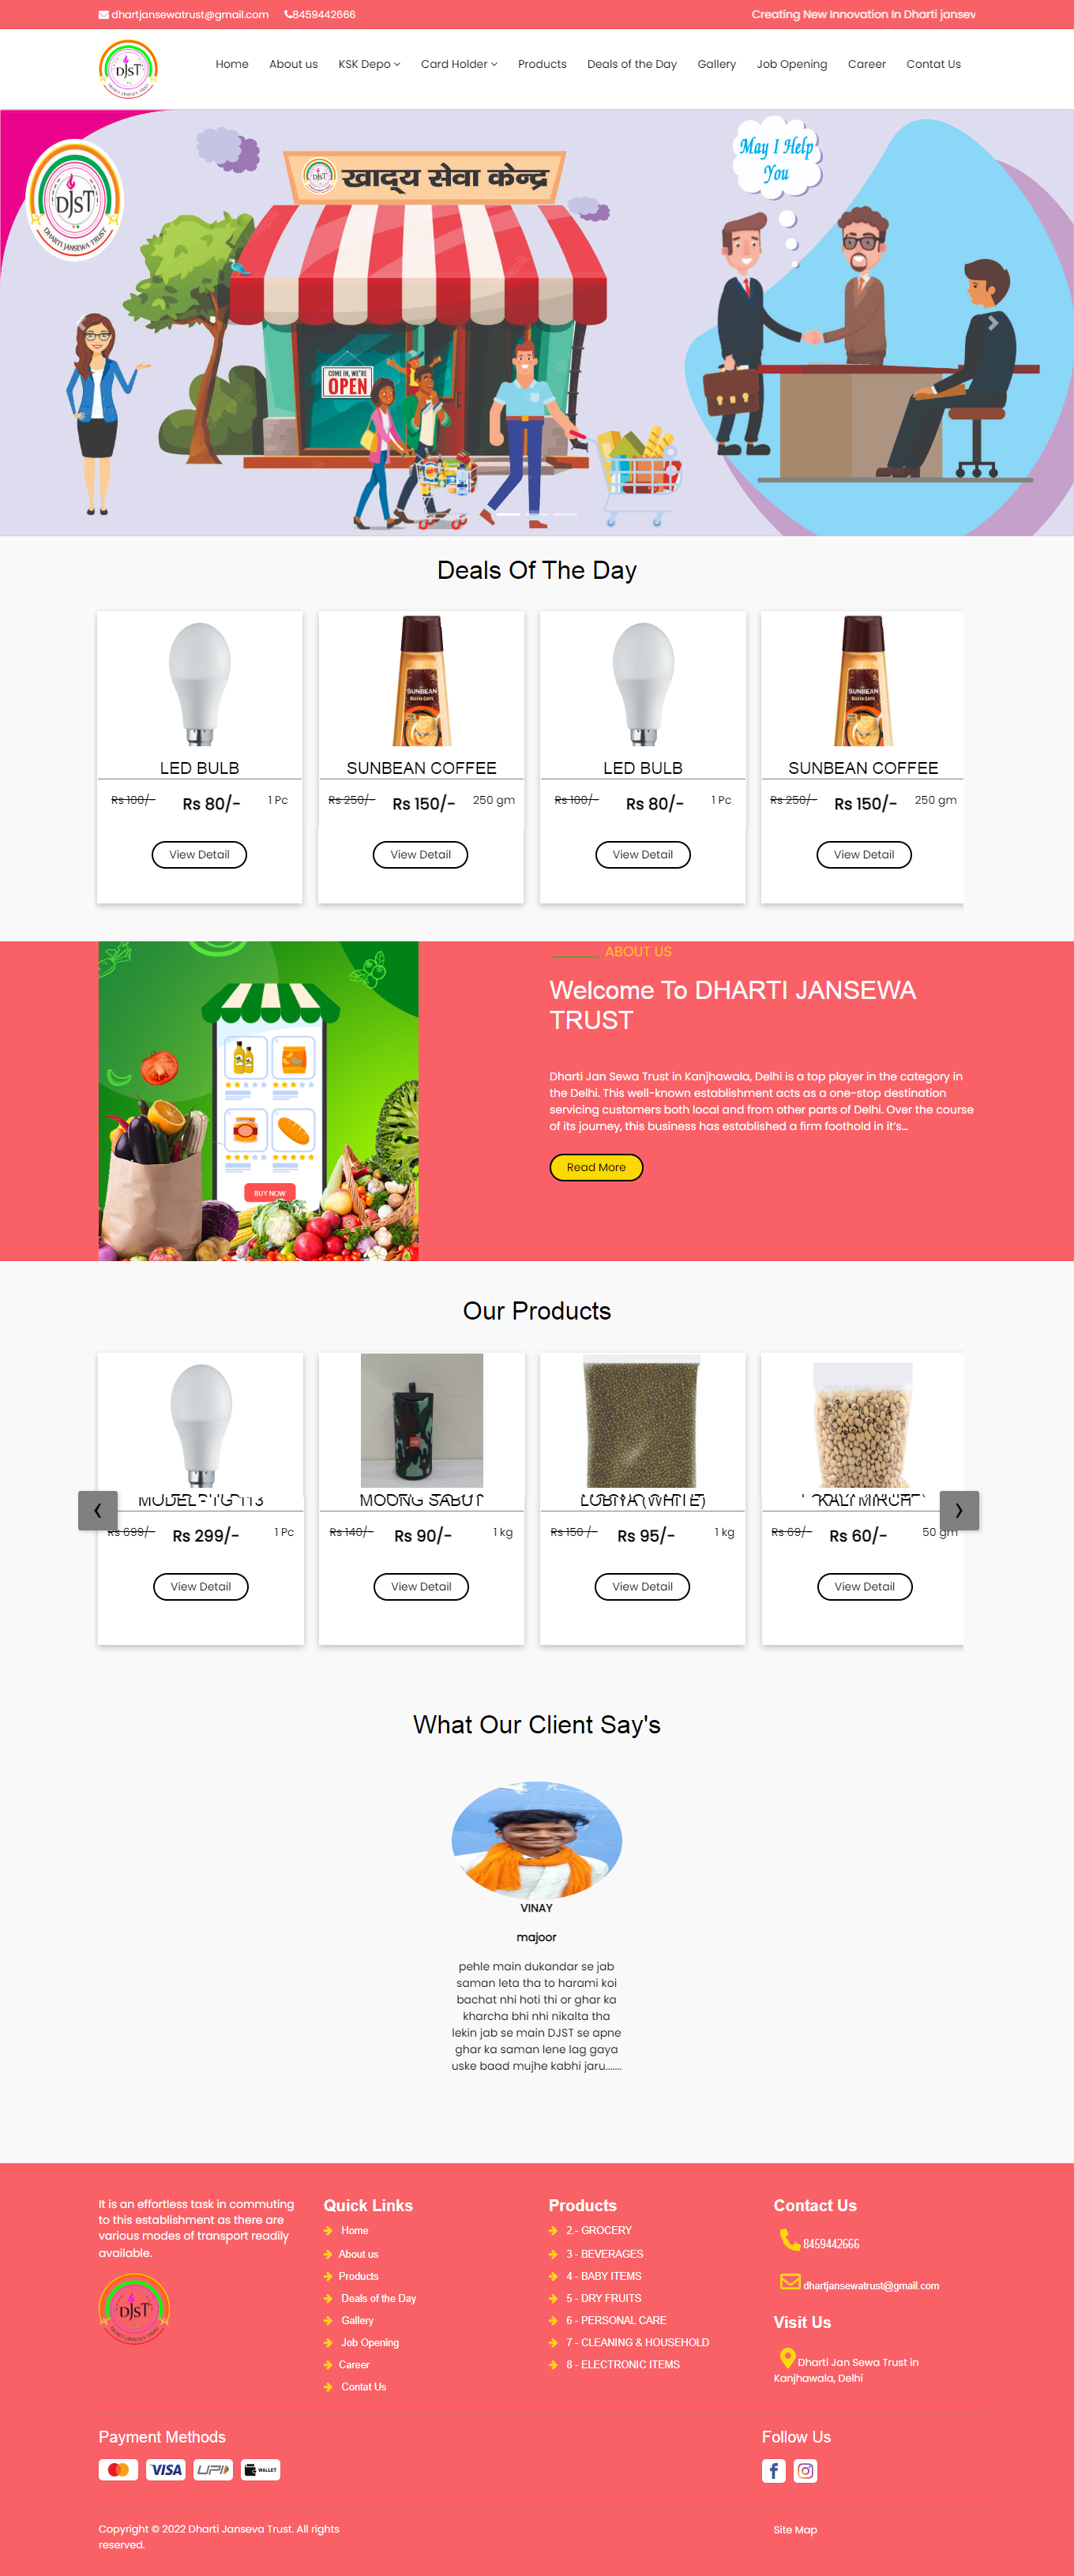 dhartjansewatrust@gmail.com 8459442666 Creating New Innovation In Dharti jansev
DJST
Home About us KSK Depo Card Holder Products Deals of the Day Gallery Job Opening Career Contat Us
DJST
DHARTI JANSEWA TRUST
खाद्य सेवा केन्द्र
May I Help
You
COME IN, WE'RE
OPEN
Deals Of The Day
SUNBEAN
SUNBEAN
LED BULB SUNBEAN COFFEE LED BULB SUNBEAN COFFEE
Rs 100/- Rs 80/- 1 Pc Rs 250/- Rs 150/- 250 gm Rs 100/- Rs 80/- 1 Pc Rs 250/- Rs 150/- 250 gm
View Detail View Detail View Detail View Detail
ABOUT US
Welcome To DHARTI JANSEWA
TRUST
Dharti Jan Sewa Trust in Kanjhawala, Delhi is a top player in the category in
the Delhi. This well-known establishment acts as a one-stop destination
servicing customers both local and from other parts of Delhi. Over the course
of its journey, this business has established a firm foothold in it's...
Read More
BUY NOW
Our Products
MOONG SABUT LOBIYA (WHITE) KALI MIRCH
Rs 699/- Rs 299/- 1 Pc Rs 140/- Rs 90/- 1 kg Rs 150 /- Rs 95/- 1 kg Rs 69/- Rs 60/- 50 gm
View Detail View Detail View Detail View Detail
What Our Client Say's
VINAY
majoor
pehle main dukandar se jab
saman leta tha to harami koi
bachat nhi hoti thi or ghar ka
kharcha bhi nhi nikalta tha
lekin jab se main DJST se apne
ghar ka saman lene lag gaya
uske baad mujhe kabhi jaru.......
It is an effortless task in commuting
to this establishment as there are
various modes of transport readily
available.
DJST
Quick Links
Home
About us
Products
Deals of the Day
Gallery
Job Opening
Career
Contat Us
Products
2.- GROCERY
3 - BEVERAGES
4 - BABY ITEMS
5 - DRY FRUITS
6 - PERSONAL CARE
7 - CLEANING & HOUSEHOLD
8 - ELECTRONIC ITEMS
Contact Us
8459442666
dhartjansewatrust@gmail.com
Visit Us
Dharti Jan Sewa Trust in
Kanjhawala, Delhi
Payment Methods
VISA UPI WALLET
Follow Us
Copyright © 2022 Dharti Janseva Trust. All rights
reserved.
Site Map